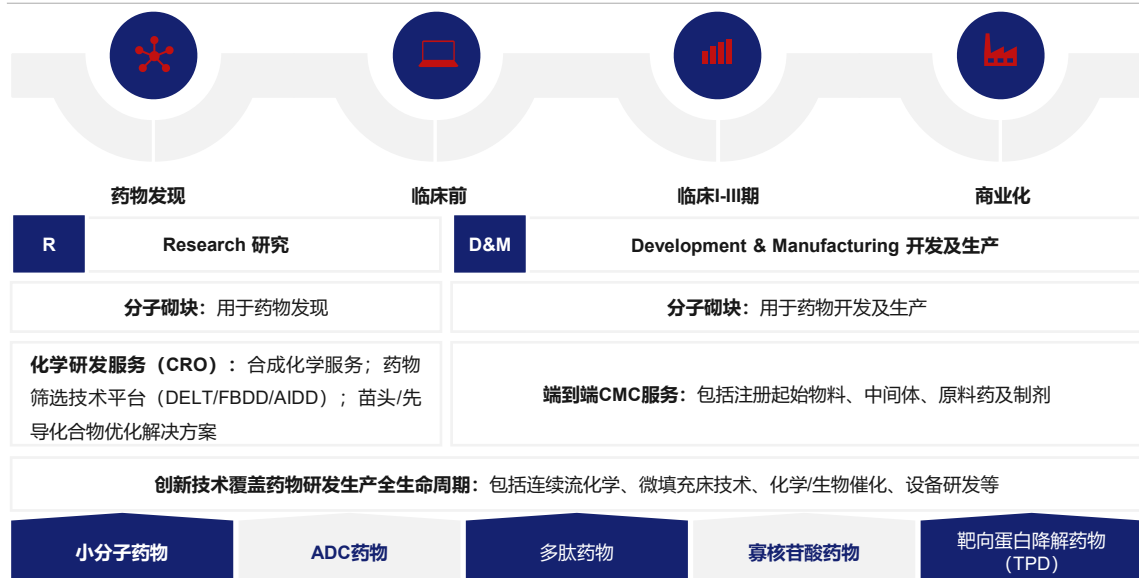 药物发现
临床前
临床I-III期
商业化
R
Research 研究
D&M
Development & Manufacturing 开发及生产
分子砌块：用于药物发现
分子砌块：用于药物开发及生产
化学研发服务（CRO）：合成化学服务；药物
筛选技术平台（DELT/FBDD/AIDD）；苗头/先
导化合物优化解决方案
端到端CMC服务：包括注册起始物料、中间体、原料药及制剂
创新技术覆盖药物研发生产全生命周期：包括连续流化学、微填充床技术、化学/生物催化、设备研发等
小分子药物
ADC药物
多肽药物
寡核苷酸药物
靶向蛋白降解药物
（TPD）